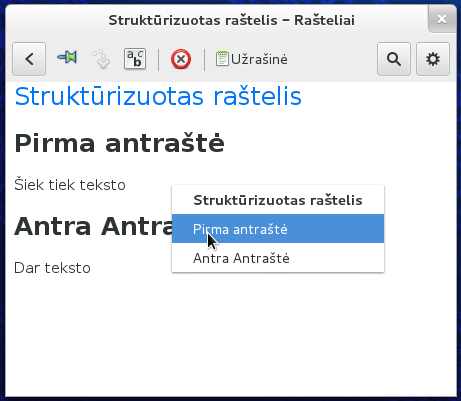 Struktūrizuotas raštelis – Rašteliai
abc Užrašinė
Struktūrizuotas raštelis
Pirma antraštė
Šiek tiek teksto
Struktūrizuotas raštelis
Antra Antra
Pirma antraštė
Dar teksto
Antra Antraštė